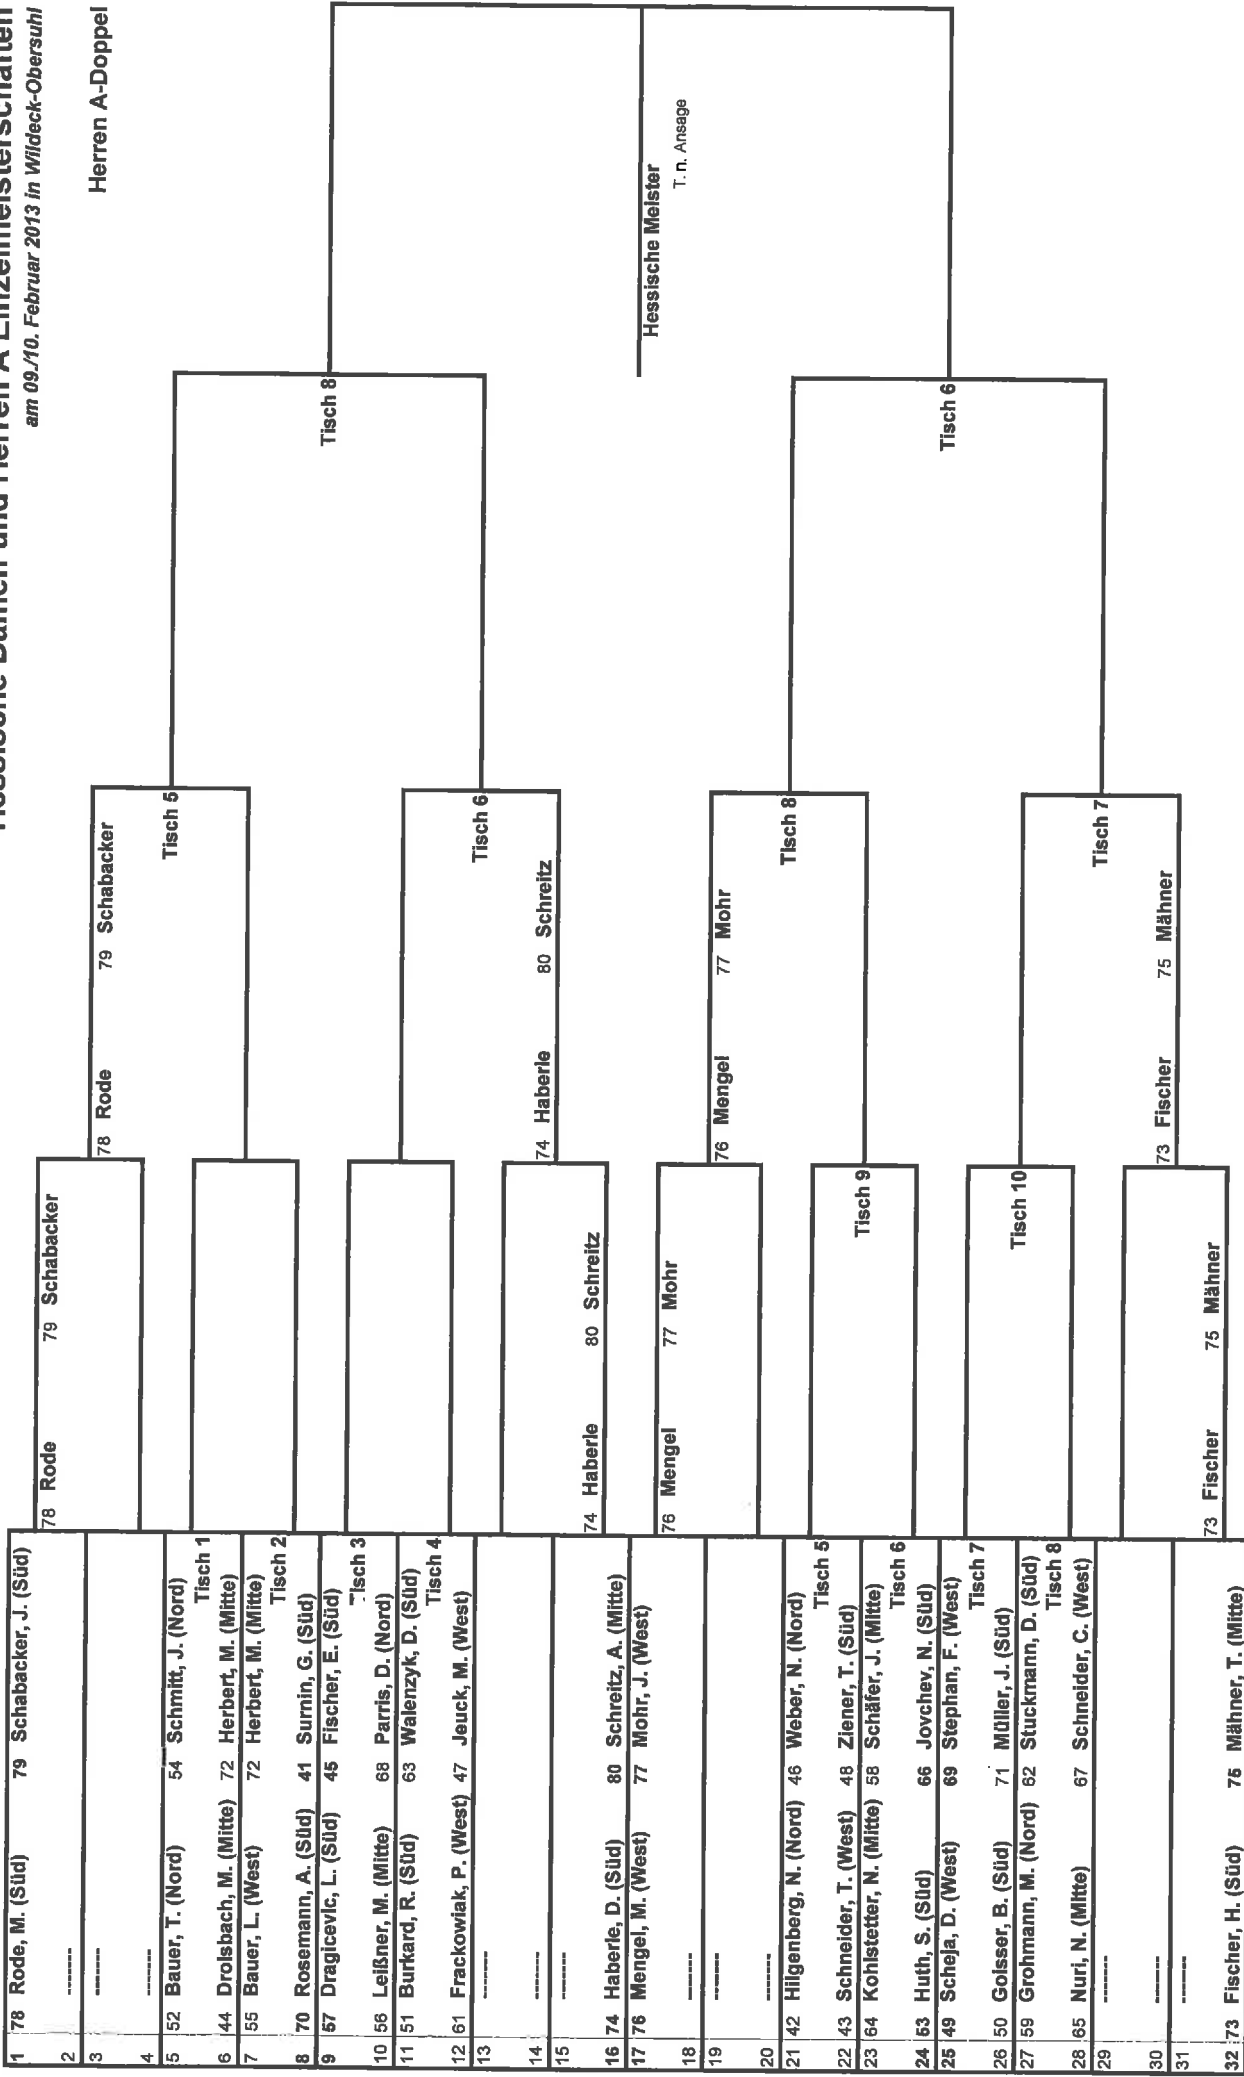 am 09./10. Februar 2013 in Wildeck-Obersuhl
Herren A-Doppel
1 78 Rode, M. (Süd) 79 Schabacker, J. (Süd)
2 -------
3 -------
4 -------
5 52 Bauer, T. (Nord) 54 Schmitt, J. (Nord)
Tisch 1
6 44 Drolsbach, M. (Mitte) 72 Herbert, M. (Mitte)
7 55 Bauer, L. (West) 72 Herbert, M. (Mitte)
Tisch 2
8 70 Rosemann, A. (Süd) 41 Surnin, G. (Süd)
9 57 Dragicevic, L. (Süd) 45 Fischer, E. (Süd)
Tisch 3
10 56 Leißner, M. (Mitte) 68 Parris, D. (Nord)
11 51 Burkard, R. (Süd) 63 Walenzyk, D. (Süd)
Tisch 4
12 61 Frackowiak, P. (West) 47 Jeuck, M. (West)
13 -------
14 -------
15 -------
16 74 Haberle, D. (Süd) 80 Schreitz, A. (Mitte)
17 76 Mengel, M. (West) 77 Mohr, J. (West)
18 -------
19 -------
20 -------
21 42 Hilgenberg, N. (Nord) 46 Weber, N. (Nord)
Tisch 5
22 43 Schneider, T. (West) 48 Ziener, T. (Süd)
23 64 Kohlstetter, N. (Mitte) 58 Schäfer, J. (Mitte)
Tisch 6
24 53 Huth, S. (Süd) 66 Jovchev, N. (Süd)
25 49 Scheja, D. (West) 69 Stephan, F. (West)
Tisch 7
26 50 Golsser, B. (Süd) 71 Müller, J. (Süd)
27 59 Grohmann, M. (Nord) 62 Stuckmann, D. (Süd)
Tisch 8
28 65 Nuri, N. (Mitte) 67 Schneider, C. (West)
29 -------
30 -------
31 -------
32 73 Fischer, H. (Süd) 75 Mähner, T. (Mitte)
78 Rode 79 Schabacker
74 Haberle 80 Schreitz
76 Mengel 77 Mohr
Tisch 9
Tisch 10
73 Fischer 75 Mähner
78 Rode 79 Schabacker
Tisch 5
Tisch 6
74 Haberle 80 Schreitz
76 Mengel 77 Mohr
Tisch 8
Tisch 7
73 Fischer 75 Mähner
Tisch 8
Tisch 6
Hessische Meister
T. n. Ansage